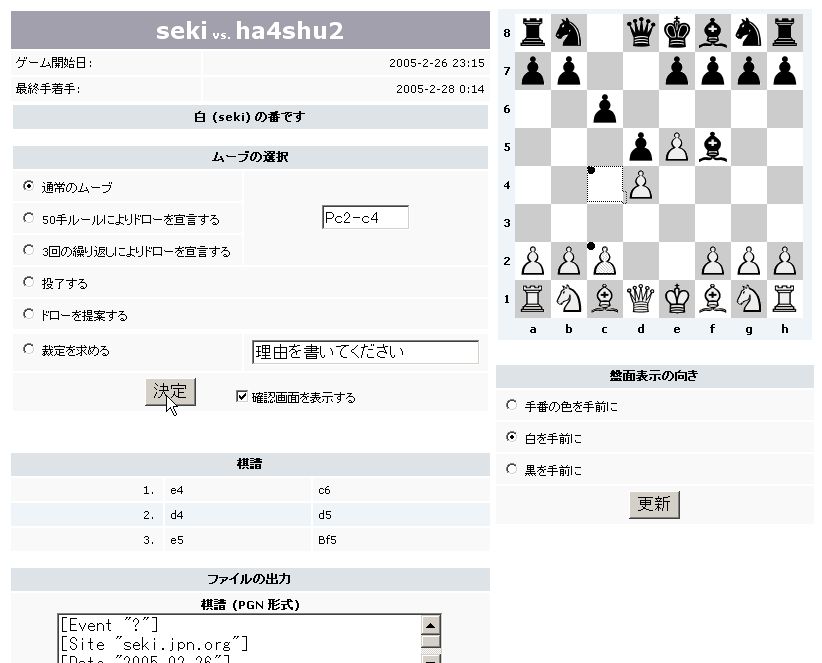 seki vs. ha4shu2
ゲーム開始日: 2005-2-26 23:15
最終手着手: 2005-2-28 0:14
白 (seki) の番です
ムーブの選択
通常のムーブ
Pc2-c4
50手ルールによりドローを宣言する
3回の繰り返しによりドローを宣言する
投了する
ドローを提案する
裁定を求める 理由を書いてください
決定 確認画面を表示する
棋譜
1. e4 c6
2. d4 d5
3. e5 Bf5
ファイルの出力
棋譜 (PGN 形式)
[Event "?"]
[Site "seki.jpn.org"]
[Date "2005.02.26"]
8
7
6
5
4
3
2
1
a b c d e f g h
盤面表示の向き
手番の色を手前に
白を手前に
黒を手前に
更新